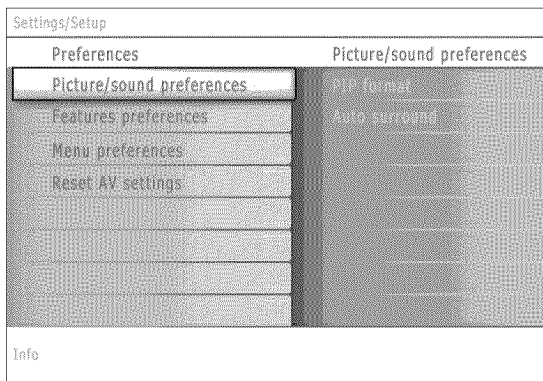 Settings/Setup
Preferences
Picture/sound preferences
Picture/sound preferences
PIP format
Features preferences
Auto surround
Menu preferences
Reset AV settings
Info